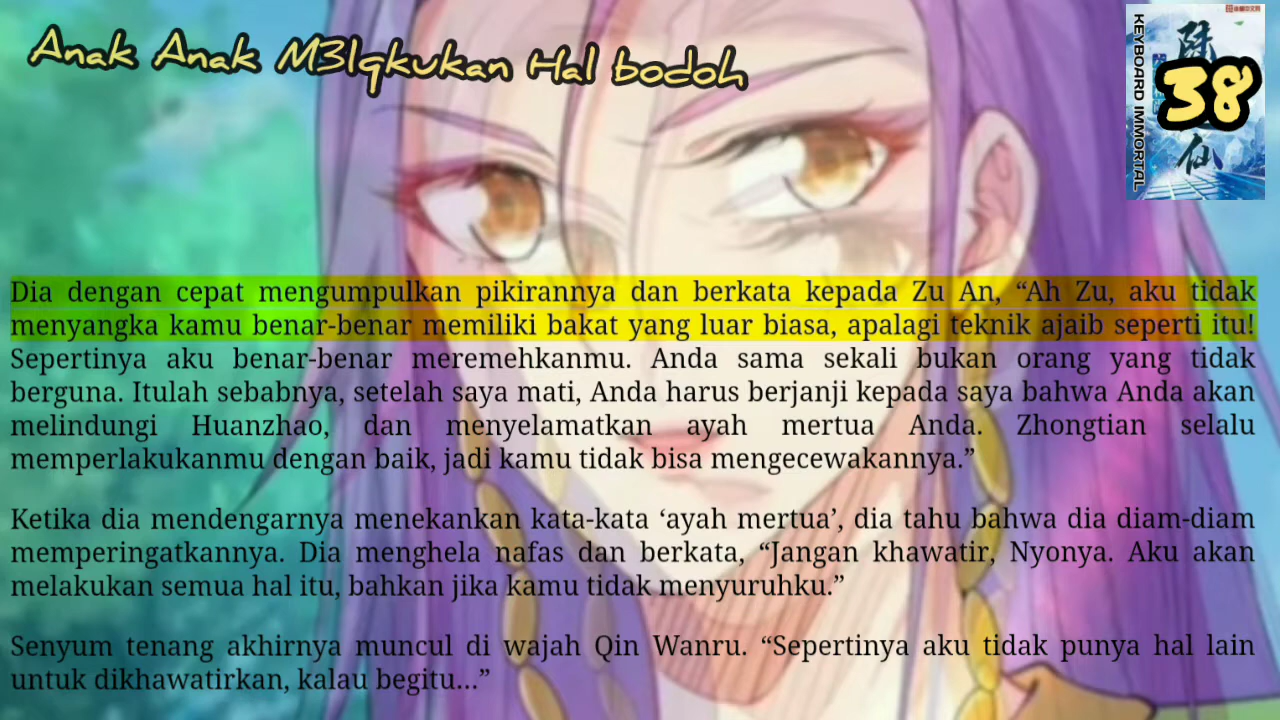 Anak Anak M3lqkukan Hal bodoh
KEYBOARD IMMORTAL
38
仙
Dia dengan cepat mengumpulkan pikirannya dan berkata kepada Zu An, “Ah Zu, aku tidak
menyangka kamu benar-benar memiliki bakat yang luar biasa, apalagi teknik ajaib seperti itu!
Sepertinya aku benar-benar meremehkanmu. Anda sama sekali bukan orang yang tidak
berguna. Itulah sebabnya, setelah saya mati, Anda harus berjanji kepada saya bahwa Anda akan
melindungi Huanzhao, dan menyelamatkan ayah mertua Anda. Zhongtian selalu
memperlakukanmu dengan baik, jadi kamu tidak bisa mengecewakannya.”
Ketika dia mendengarnya menekankan kata-kata ‘ayah mertua’, dia tahu bahwa dia diam-diam
memperingatkannya. Dia menghela nafas dan berkata, “Jangan khawatir, Nyonya. Aku akan
melakukan semua hal itu, bahkan jika kamu tidak menyuruhku.”
Senyum tenang akhirnya muncul di wajah Qin Wanru. “Sepertinya aku tidak punya hal lain
untuk dikhawatirkan, kalau begitu...”